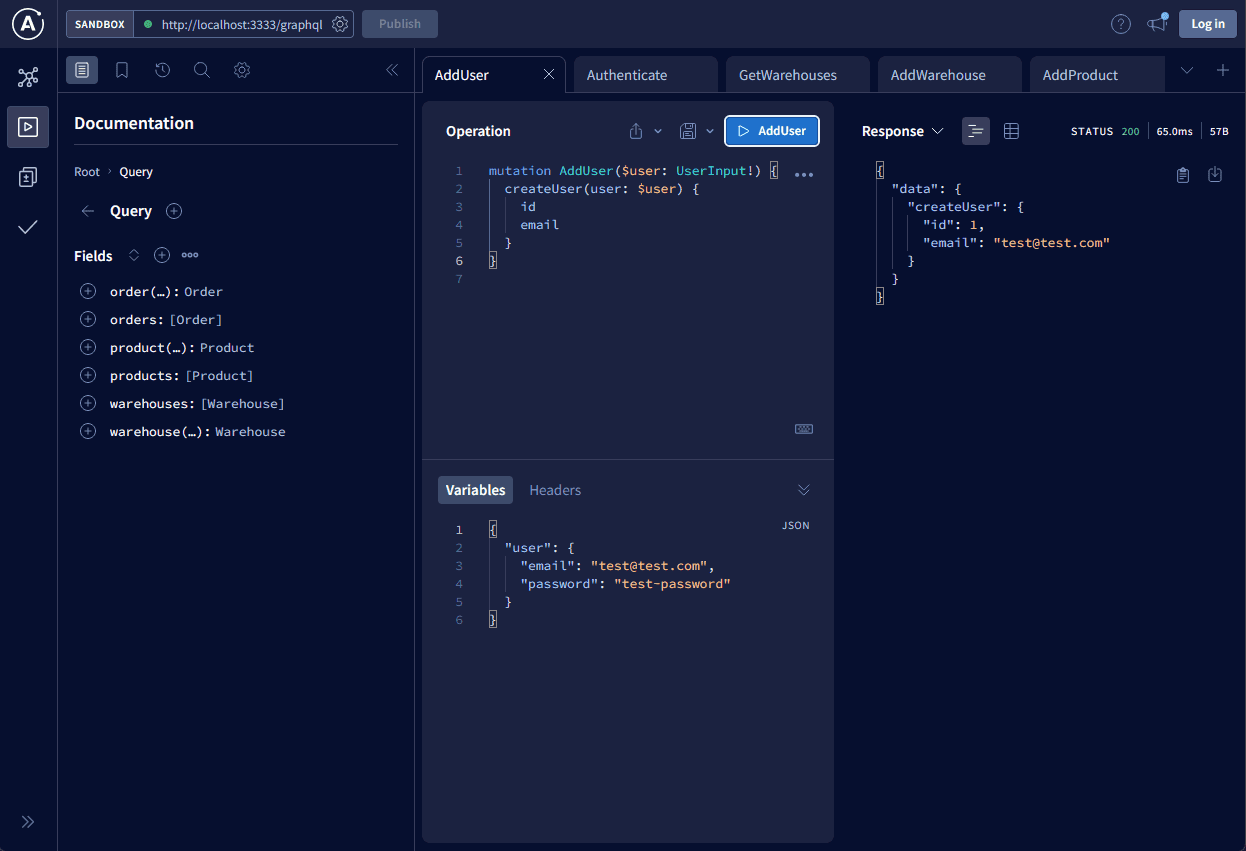 SANDBOX http://localhost:3333/graphql Publish Log in
AddUser Authenticate GetWarehouses AddWarehouse AddProduct
Documentation
Root › Query
Query
Fields
order(…): Order
orders: [Order]
product(…): Product
products: [Product]
warehouses: [Warehouse]
warehouse(…): Warehouse
Operation AddUser
1 mutation AddUser($user: UserInput!) {
2 createUser(user: $user) {
3 id
4 email
5 }
6 }
7
Variables Headers
JSON
1 {
2 "user": {
3 "email": "test@test.com",
4 "password": "test-password"
5 }
6 }
Response STATUS 200 65.0ms 57B
{
"data": {
"createUser": {
"id": 1,
"email": "test@test.com"
}
}
}